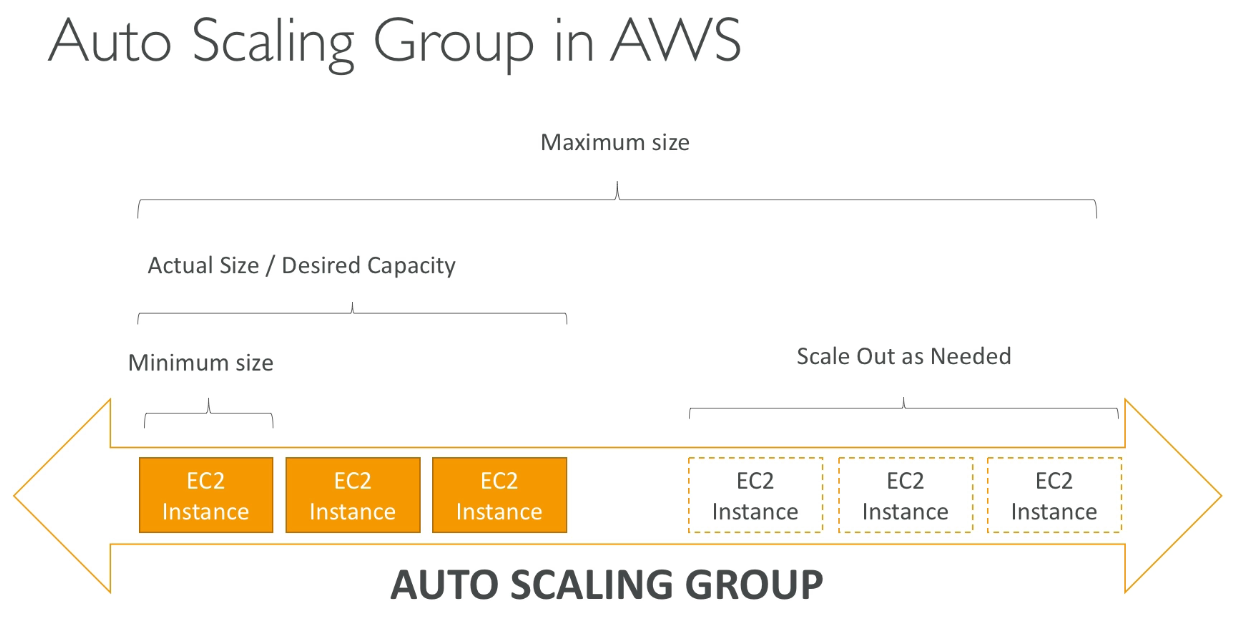 Auto Scaling Group in AWS
Maximum size
Actual Size / Desired Capacity
Minimum size
Scale Out as Needed
EC2
Instance
EC2
Instance
EC2
Instance
EC2
Instance
EC2
Instance
EC2
Instance
AUTO SCALING GROUP